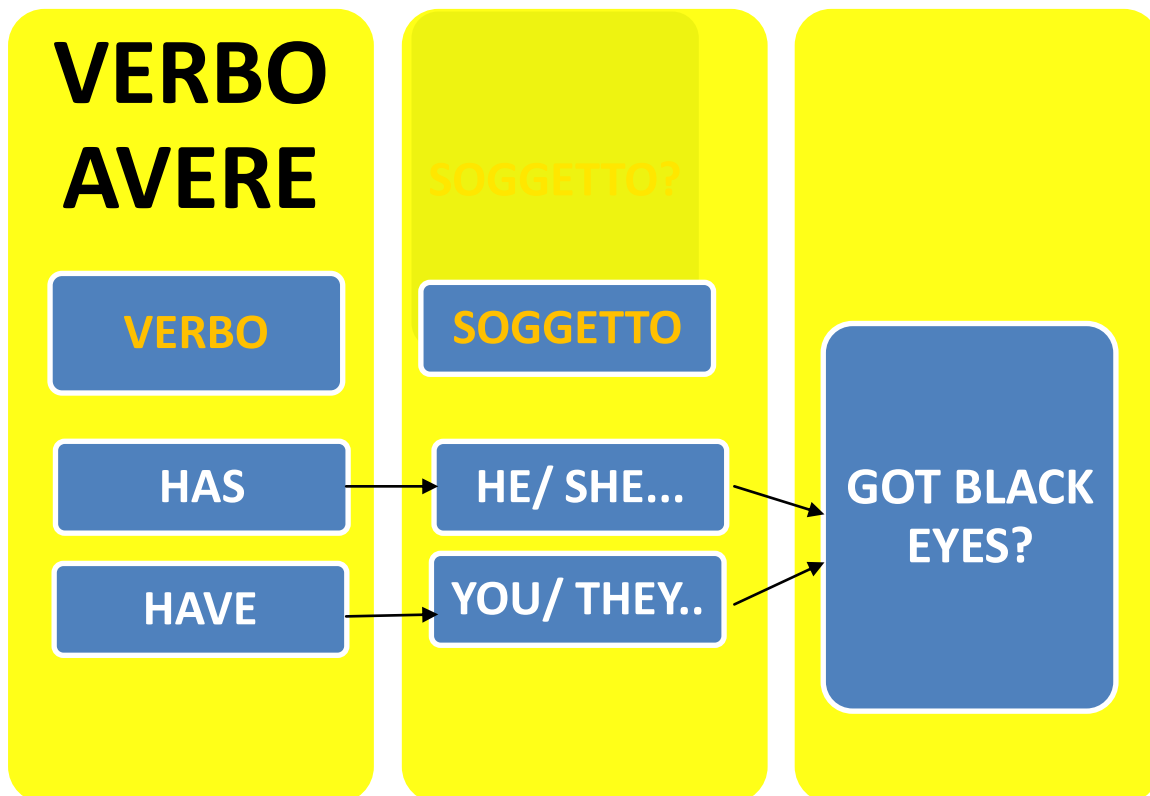 VERBO
AVERE
SOGGETTO?
VERBO
SOGGETTO
HAS
HE/ SHE...
GOT BLACK
EYES?
HAVE
YOU/ THEY..